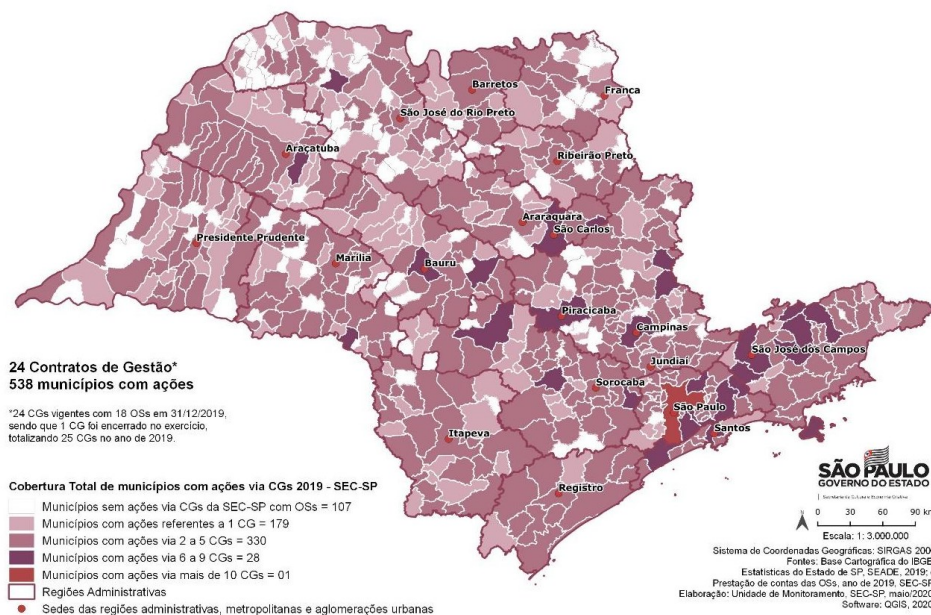 Barretos
Franca
São José do Rio Preto
Araçatuba
Ribeirão Preto
Araraquara
São Carlos
Presidente Prudente
Marília
Bauru
Piracicaba
Campinas
São José dos Campos
Jundiaí
Sorocaba
São Paulo
Santos
Itapeva
Registro
24 Contratos de Gestão*
538 municípios com ações
*24 CGs vigentes com 18 OSs em 31/12/2019,
sendo que 1 CG foi encerrado no exercício,
totalizando 25 CGs no ano de 2019.
Cobertura Total de municípios com ações via CGs 2019 - SEC-SP
Municípios sem ações via CGs da SEC-SP com OSs = 107
Municípios com ações referentes a 1 CG = 179
Municípios com ações via 2 a 5 CGs = 330
Municípios com ações via 6 a 9 CGs = 28
Municípios com ações via mais de 10 CGs = 01
Regiões Administrativas
Sedes das regiões administrativas, metropolitanas e aglomerações urbanas
SÃO PAULO
GOVERNO DO ESTADO
Secretaria de Cultura e Economia Criativa
N
0 30 60 90 km
Escala: 1: 3.000.000
Sistema de Coordenadas Geográficas: SIRGAS 200
Fontes: Base Cartográfica do IBGE
Estatísticas do Estado de SP, SEADE, 2019;
Prestação de contas das OSs, ano de 2019, SEC-SP
Elaboração: Unidade de Monitoramento, SEC-SP, maio/2020
Software: QGIS, 2020